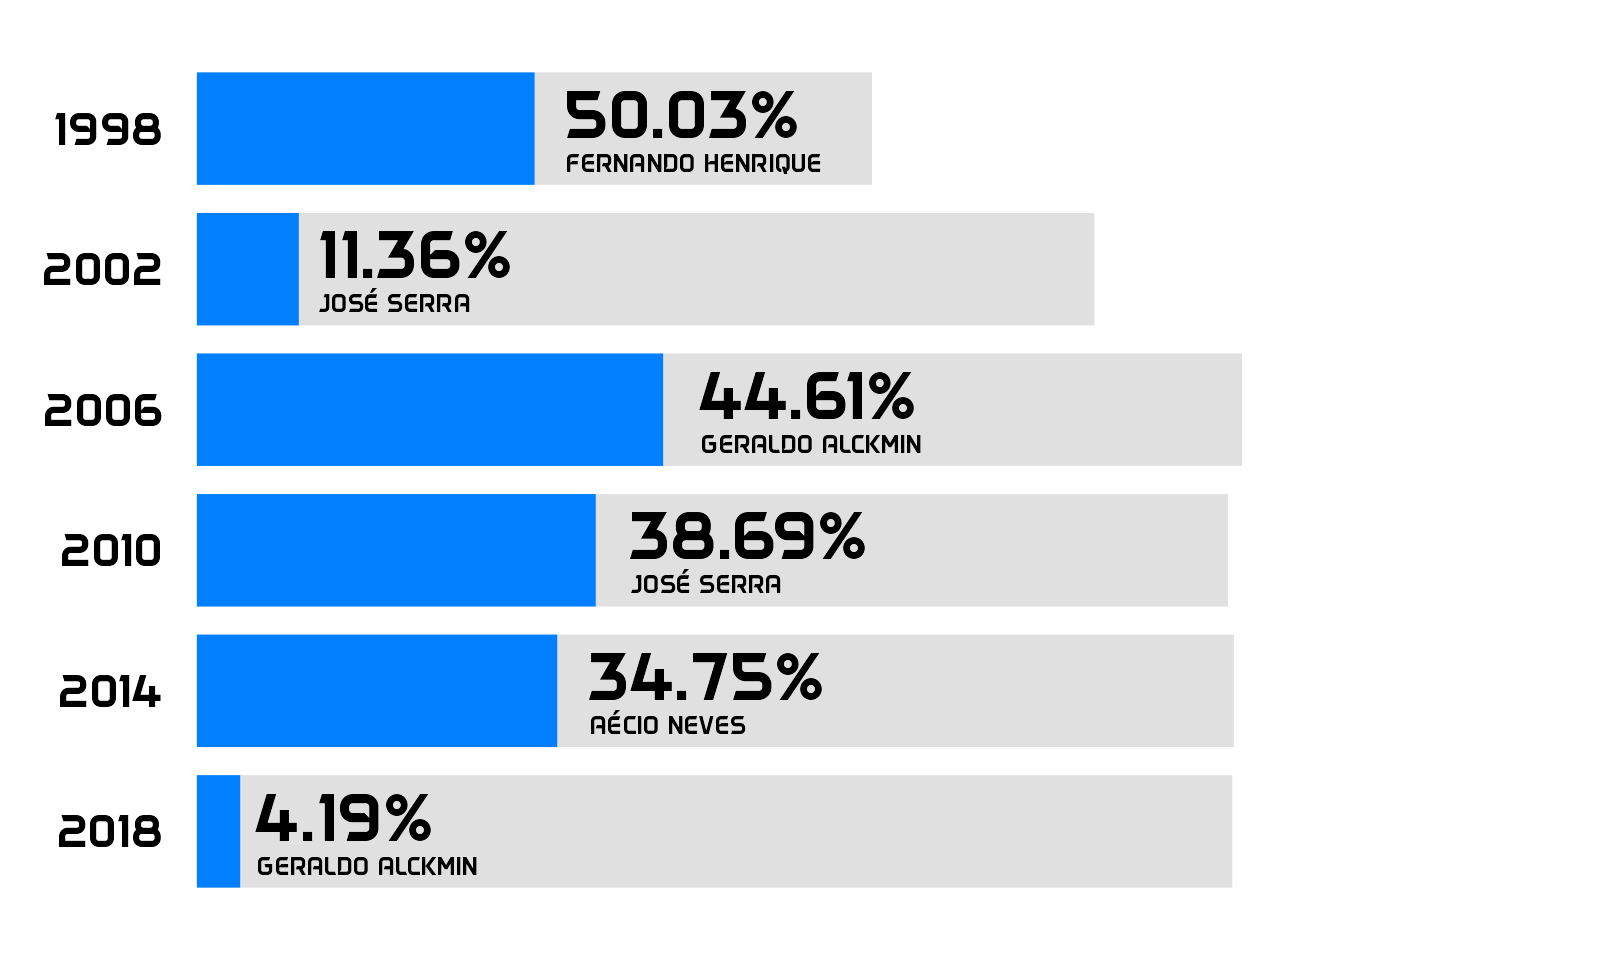 1998
50.03%
FERNANDO HENRIQUE
2002
11.36%
JOSÉ SERRA
2006
44.61%
GERALDO ALCKMIN
2010
38.69%
JOSÉ SERRA
2014
34.75%
AÉCIO NEVES
2018
4.19%
GERALDO ALCKMIN